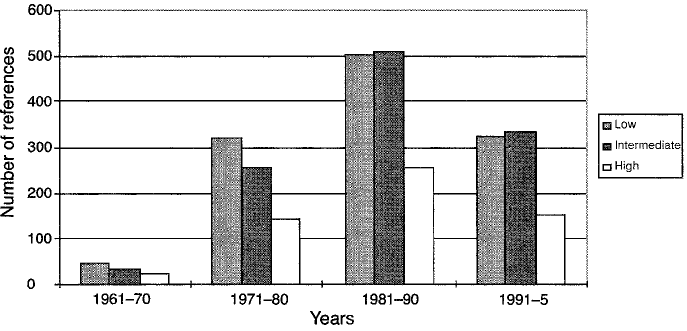 600
500
400
300
200
100
0
Number of references
1961–70
1971–80
1981–90
1991–5
Years
Low
Intermediate
High